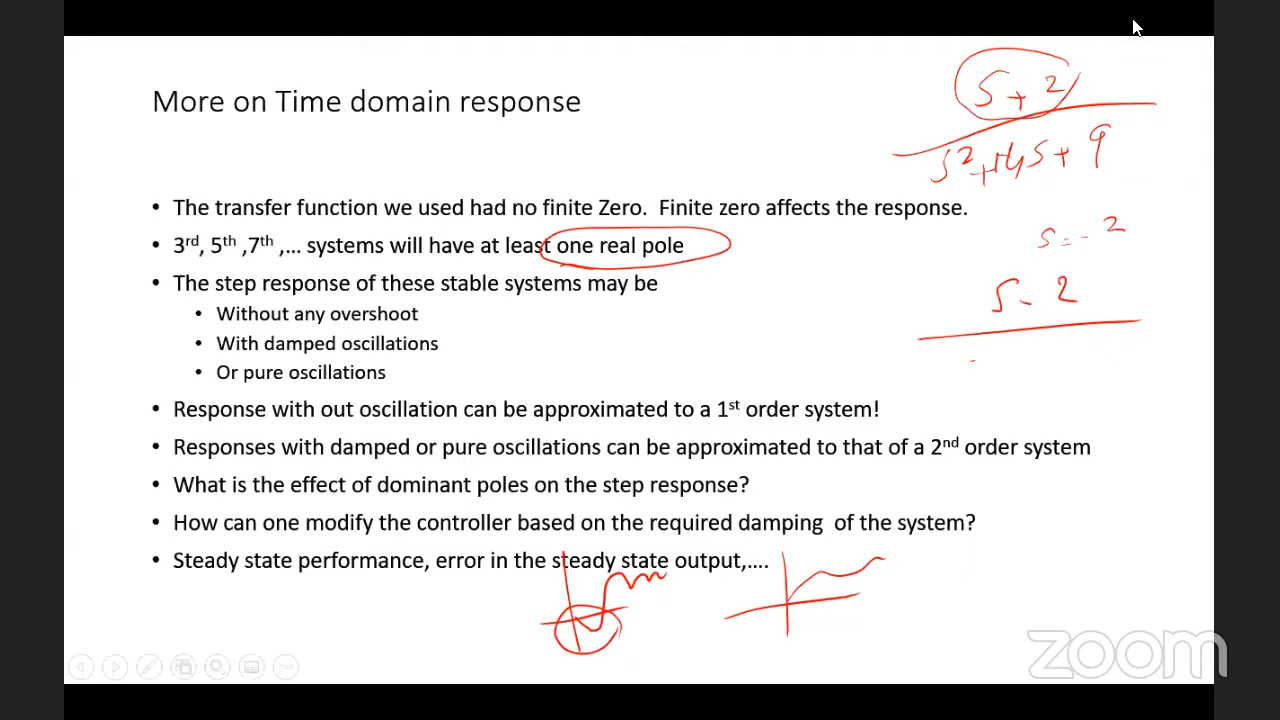 More on Time domain response
S + 2
S² + 4S + 9
S = - 2
S - 2
• The transfer function we used had no finite Zero. Finite zero affects the response.
• 3rd, 5th ,7th ,... systems will have at least one real pole
• The step response of these stable systems may be
• Without any overshoot
• With damped oscillations
• Or pure oscillations
• Response with out oscillation can be approximated to a 1st order system!
• Responses with damped or pure oscillations can be approximated to that of a 2nd order system
• What is the effect of dominant poles on the step response?
• How can one modify the controller based on the required damping of the system?
• Steady state performance, error in the steady state output,....
zoom